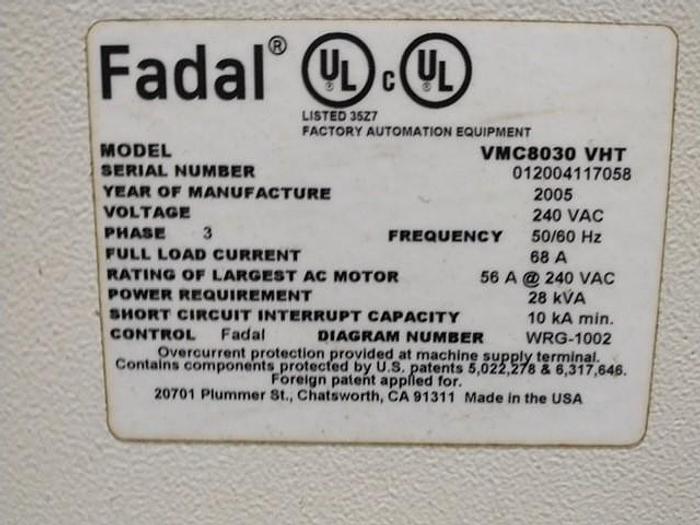 Fadal® UL® c UL®
LISTED 35Z7
FACTORY AUTOMATION EQUIPMENT
MODEL VMC8030 VHT
SERIAL NUMBER 012004117058
YEAR OF MANUFACTURE 2005
VOLTAGE 240 VAC
PHASE 3 FREQUENCY 50/60 Hz
FULL LOAD CURRENT 68 A
RATING OF LARGEST AC MOTOR 56 A @ 240 VAC
POWER REQUIREMENT 28 kVA
SHORT CIRCUIT INTERRUPT CAPACITY 10 kA min.
CONTROL Fadal DIAGRAM NUMBER WRG-1002
Overcurrent protection provided at machine supply terminal.
Contains components protected by U.S. patents 5,022,278 & 6,317,646.
Foreign patent applied for.
20701 Plummer St., Chatsworth, CA 91311 Made in the USA